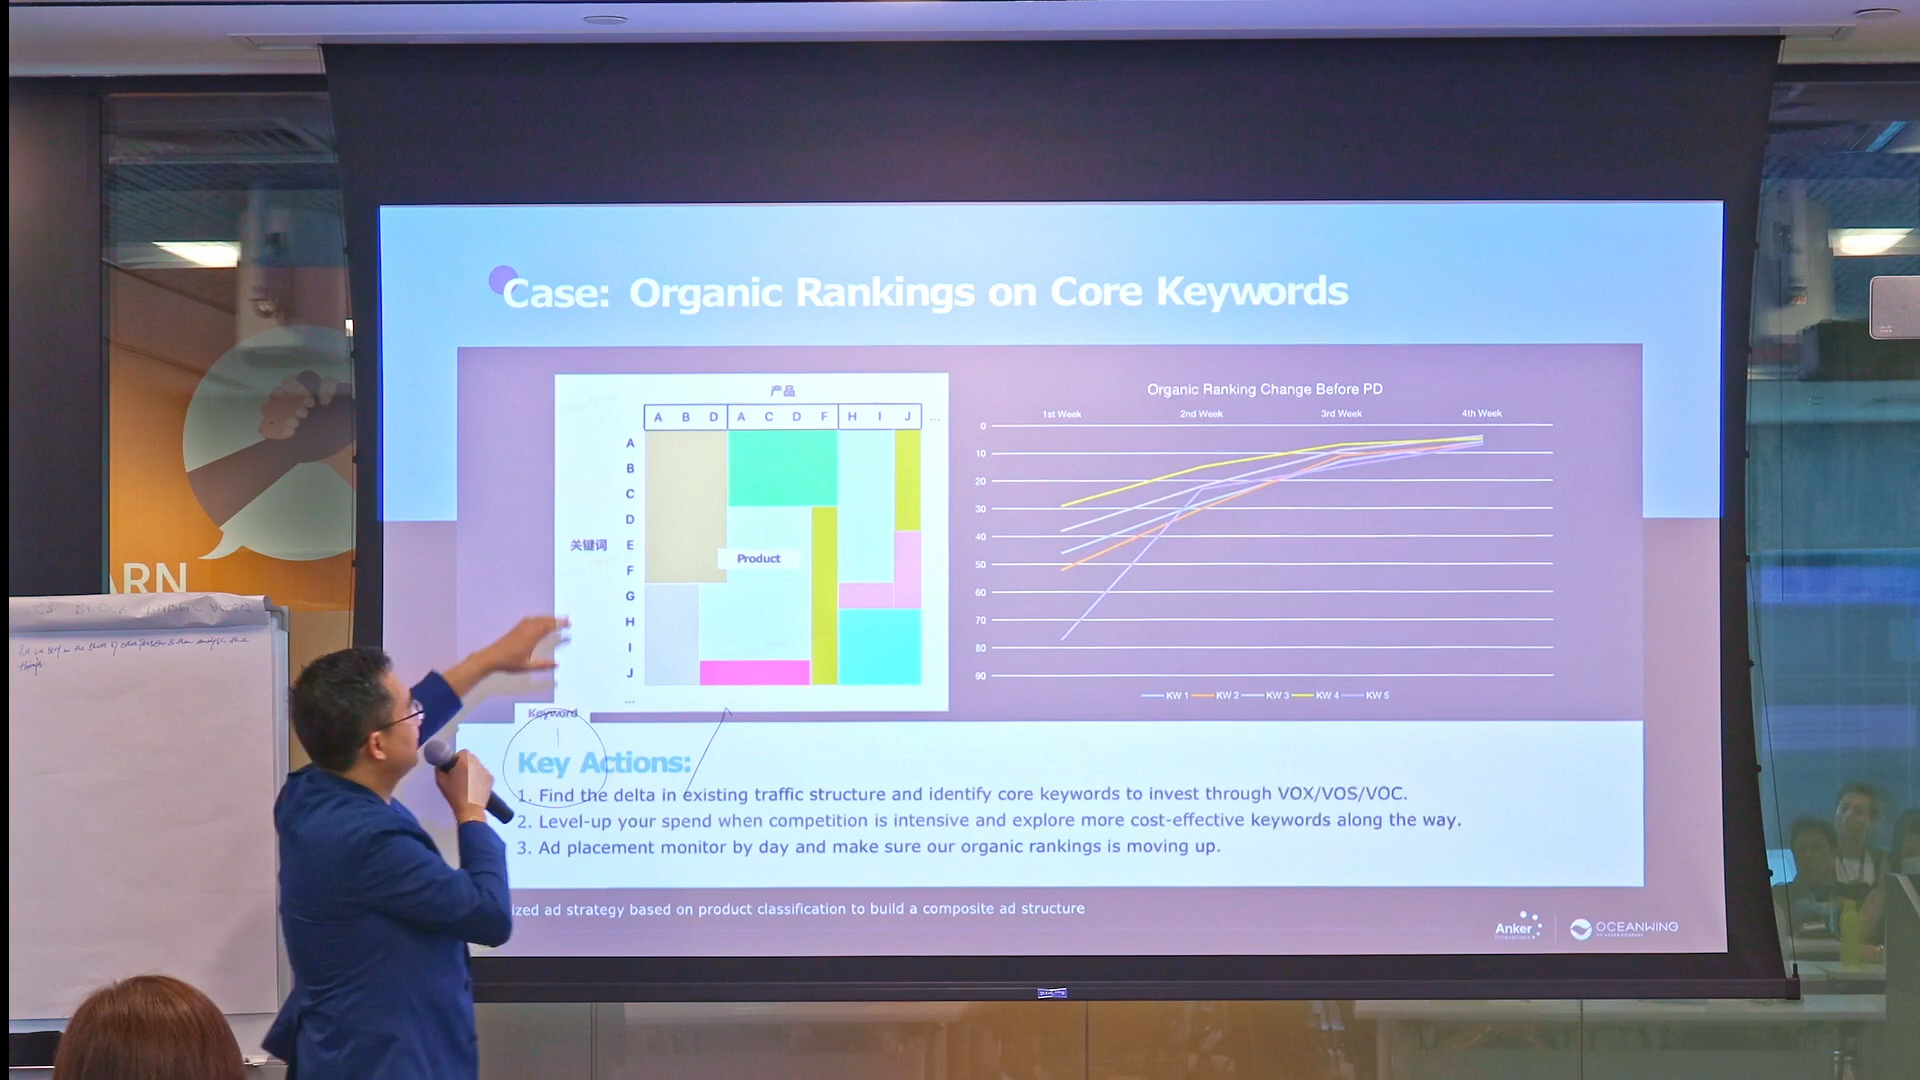 Case: Organic Rankings on Core Keywords
产品
A B D A C D F H I J ...
A
B
C
D
关键词 E
F
G
H
I
J
...
Product
Keyword
Organic Ranking Change Before PD
1st Week 2nd Week 3rd Week 4th Week
0
10
20
30
40
50
60
70
80
90
KW 1 KW 2 KW 3 KW 4 KW 5
Key Actions:
1. Find the delta in existing traffic structure and identify core keywords to invest through VOX/VOS/VOC.
2. Level-up your spend when competition is intensive and explore more cost-effective keywords along the way.
3. Ad placement monitor by day and make sure our organic rankings is moving up.
ized ad strategy based on product classification to build a composite ad structure
Anker
OCEANWING
ARN